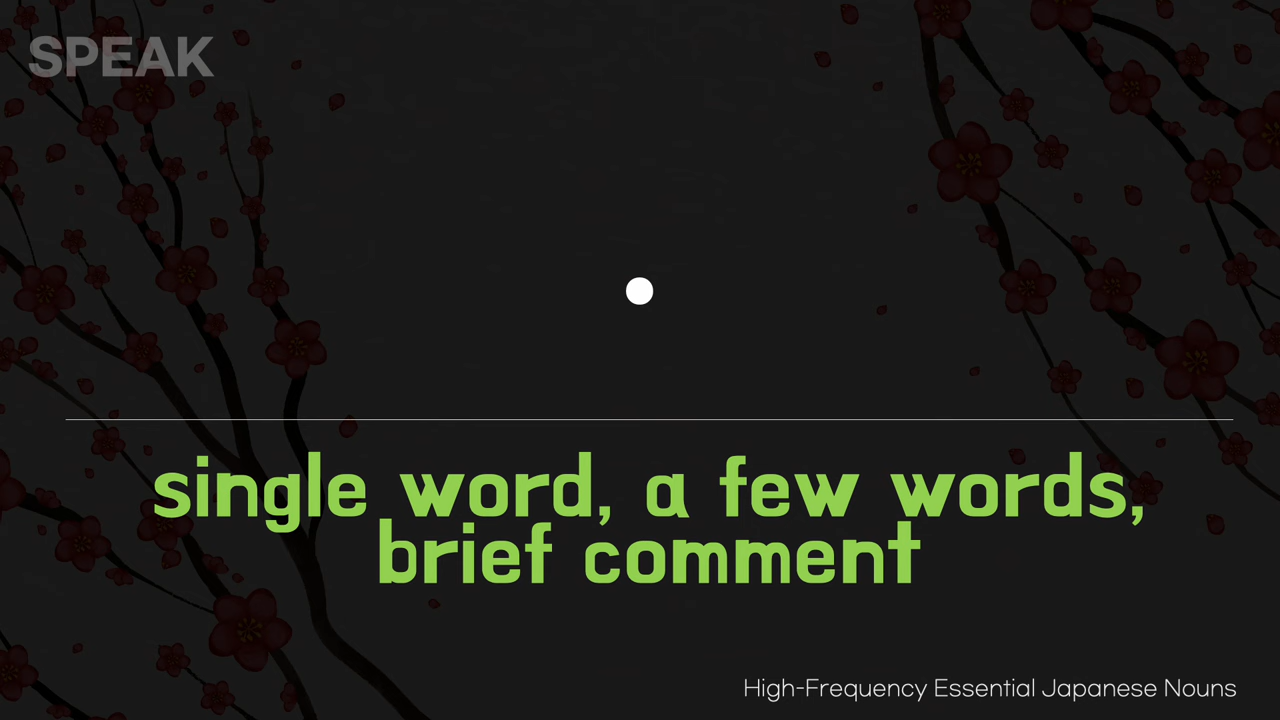 SPEAK
single word, a few words,
brief comment
High-Frequency Essential Japanese Nouns